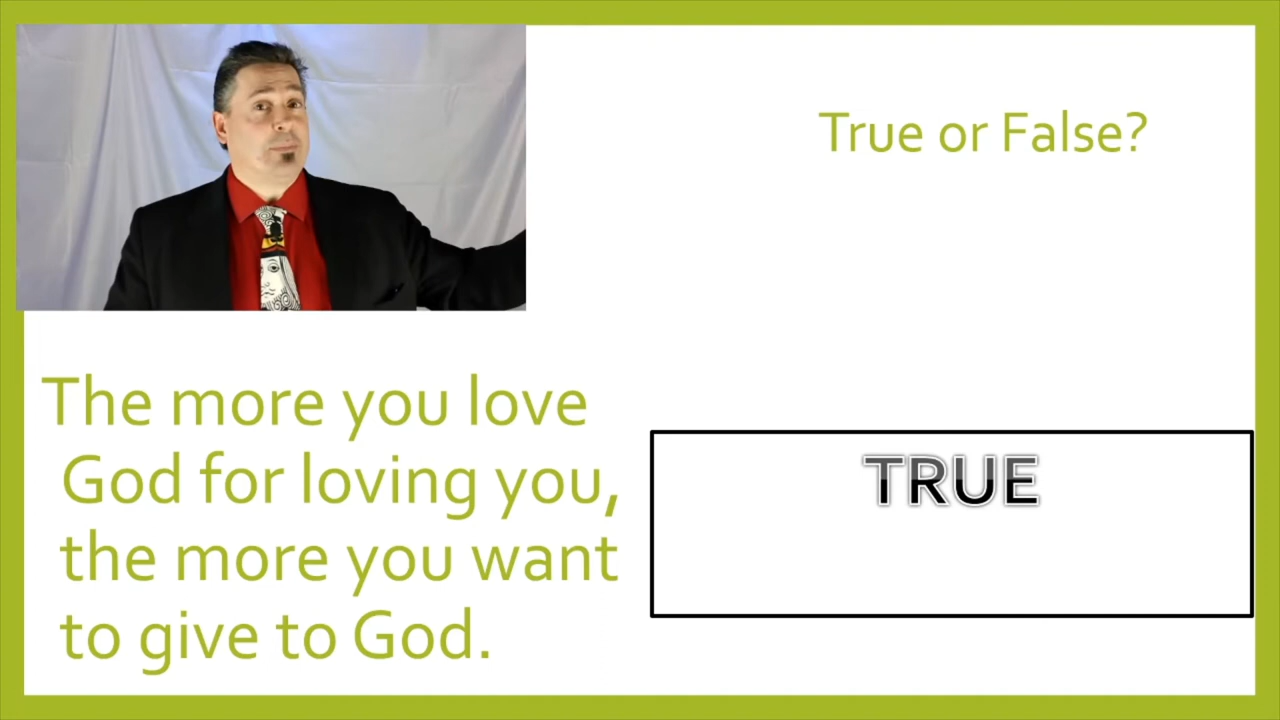 True or False?
The more you love
God for loving you,
the more you want
to give to God.
TRUE